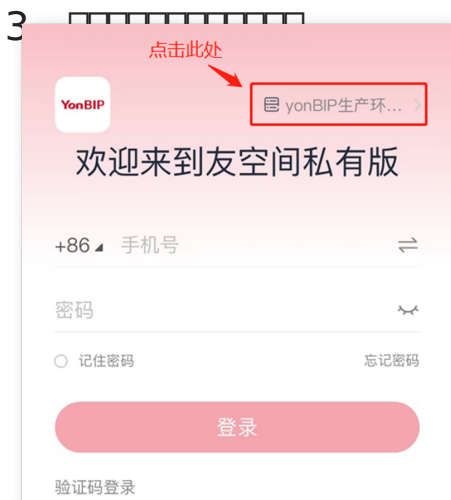 3
点击此处
YonBIP
yonBIP生产环...
欢迎来到友空间私有版
+86 手机号
密码
记住密码 忘记密码
登录
验证码登录